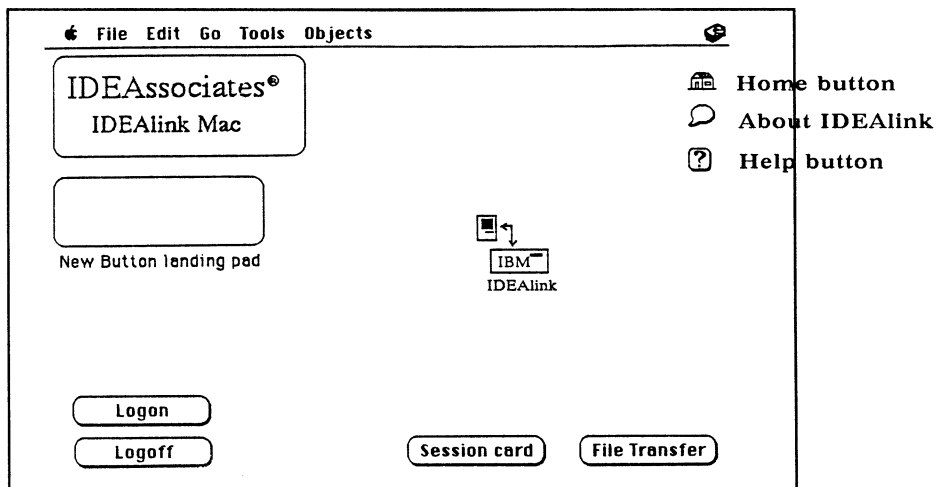 File Edit Go Tools Objects
IDEAssociates®
IDEAlink Mac
Home button
About IDEAlink
? Help button
New Button landing pad
IBM
IDEAlink
Logon
Logoff
Session card
File Transfer